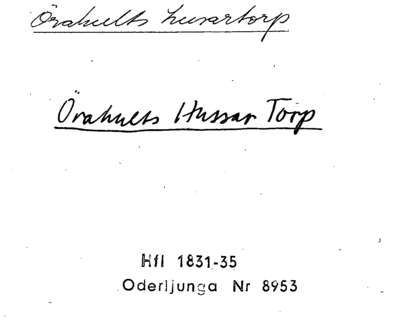 Örahults husartorp
Örahults Hussar Torp
Hfl 1831-35
Oderljunga Nr 8953